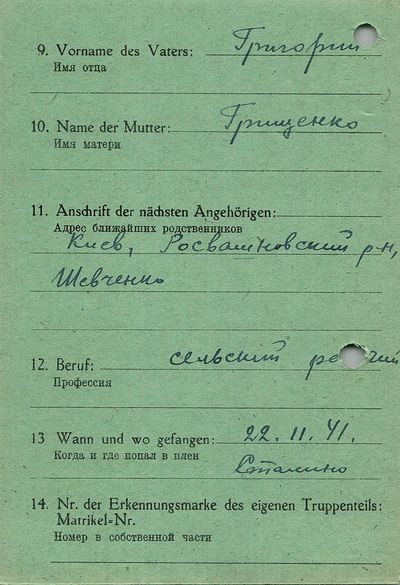 9. Vorname des Vaters: Григорий
Имя отца
10. Name der Mutter: Грищенко
Имя матери
11. Anschrift der nächsten Angehörigen:
Адрес ближайших родственников
Киев, Росвашновский р-н,
Шевченко
12. Beruf: сельский рабочий
Профессия
13 Wann und wo gefangen: 22. 11. 41.
Когда и где попал в плен
Сталино
14. Nr. der Erkennungsmarke des eigenen Truppenteils:
Matrikel-Nr.
Номер в собственной части